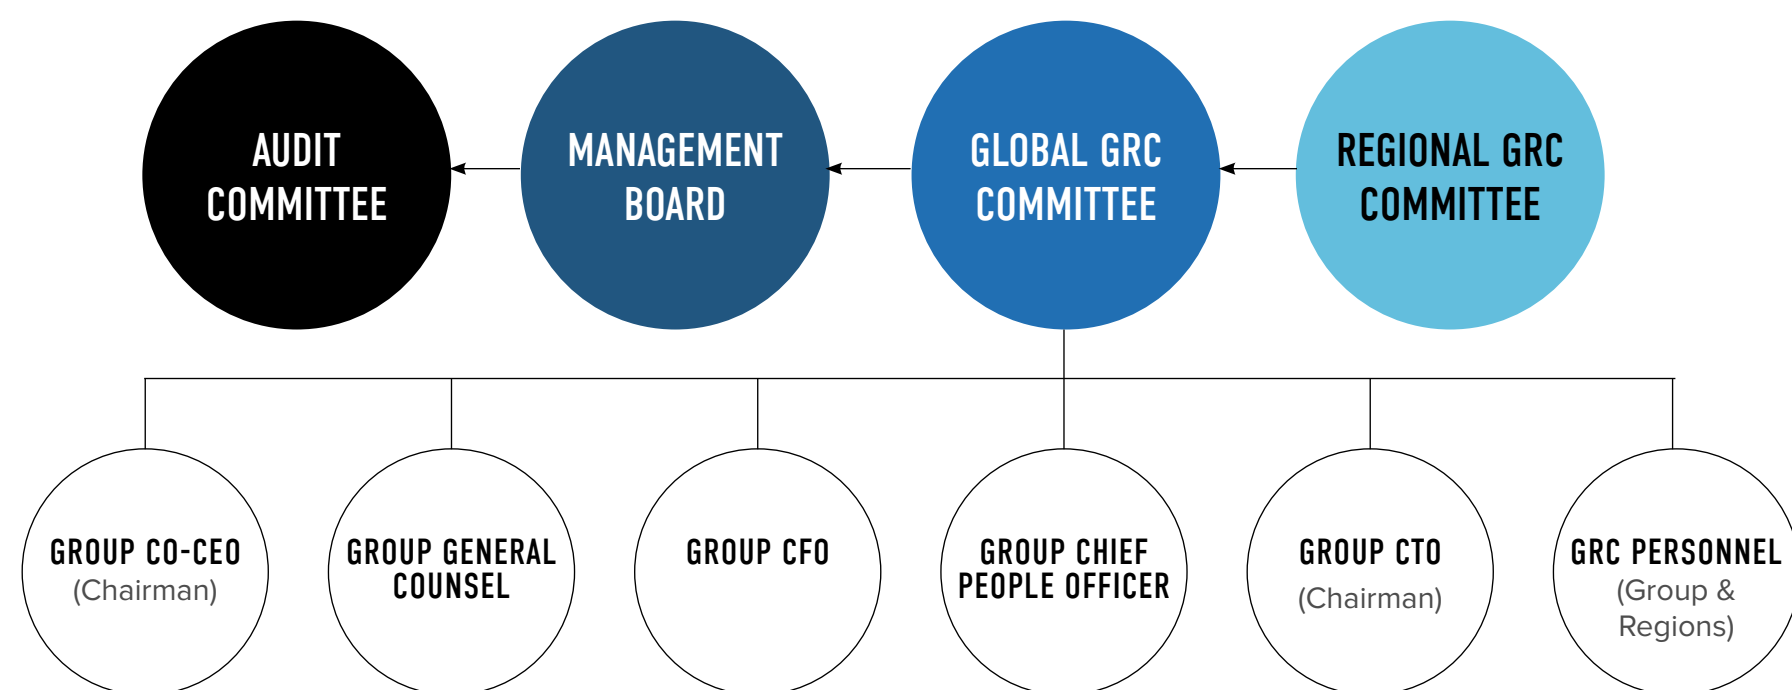 AUDIT
COMMITTEE
MANAGEMENT
BOARD
GLOBAL GRC
COMMITTEE
REGIONAL GRC
COMMITTEE
GROUP CO-CEO
(Chairman)
GROUP GENERAL
COUNSEL
GROUP CFO
GROUP CHIEF
PEOPLE OFFICER
GROUP CTO
(Chairman)
GRC PERSONNEL
(Group &
Regions)